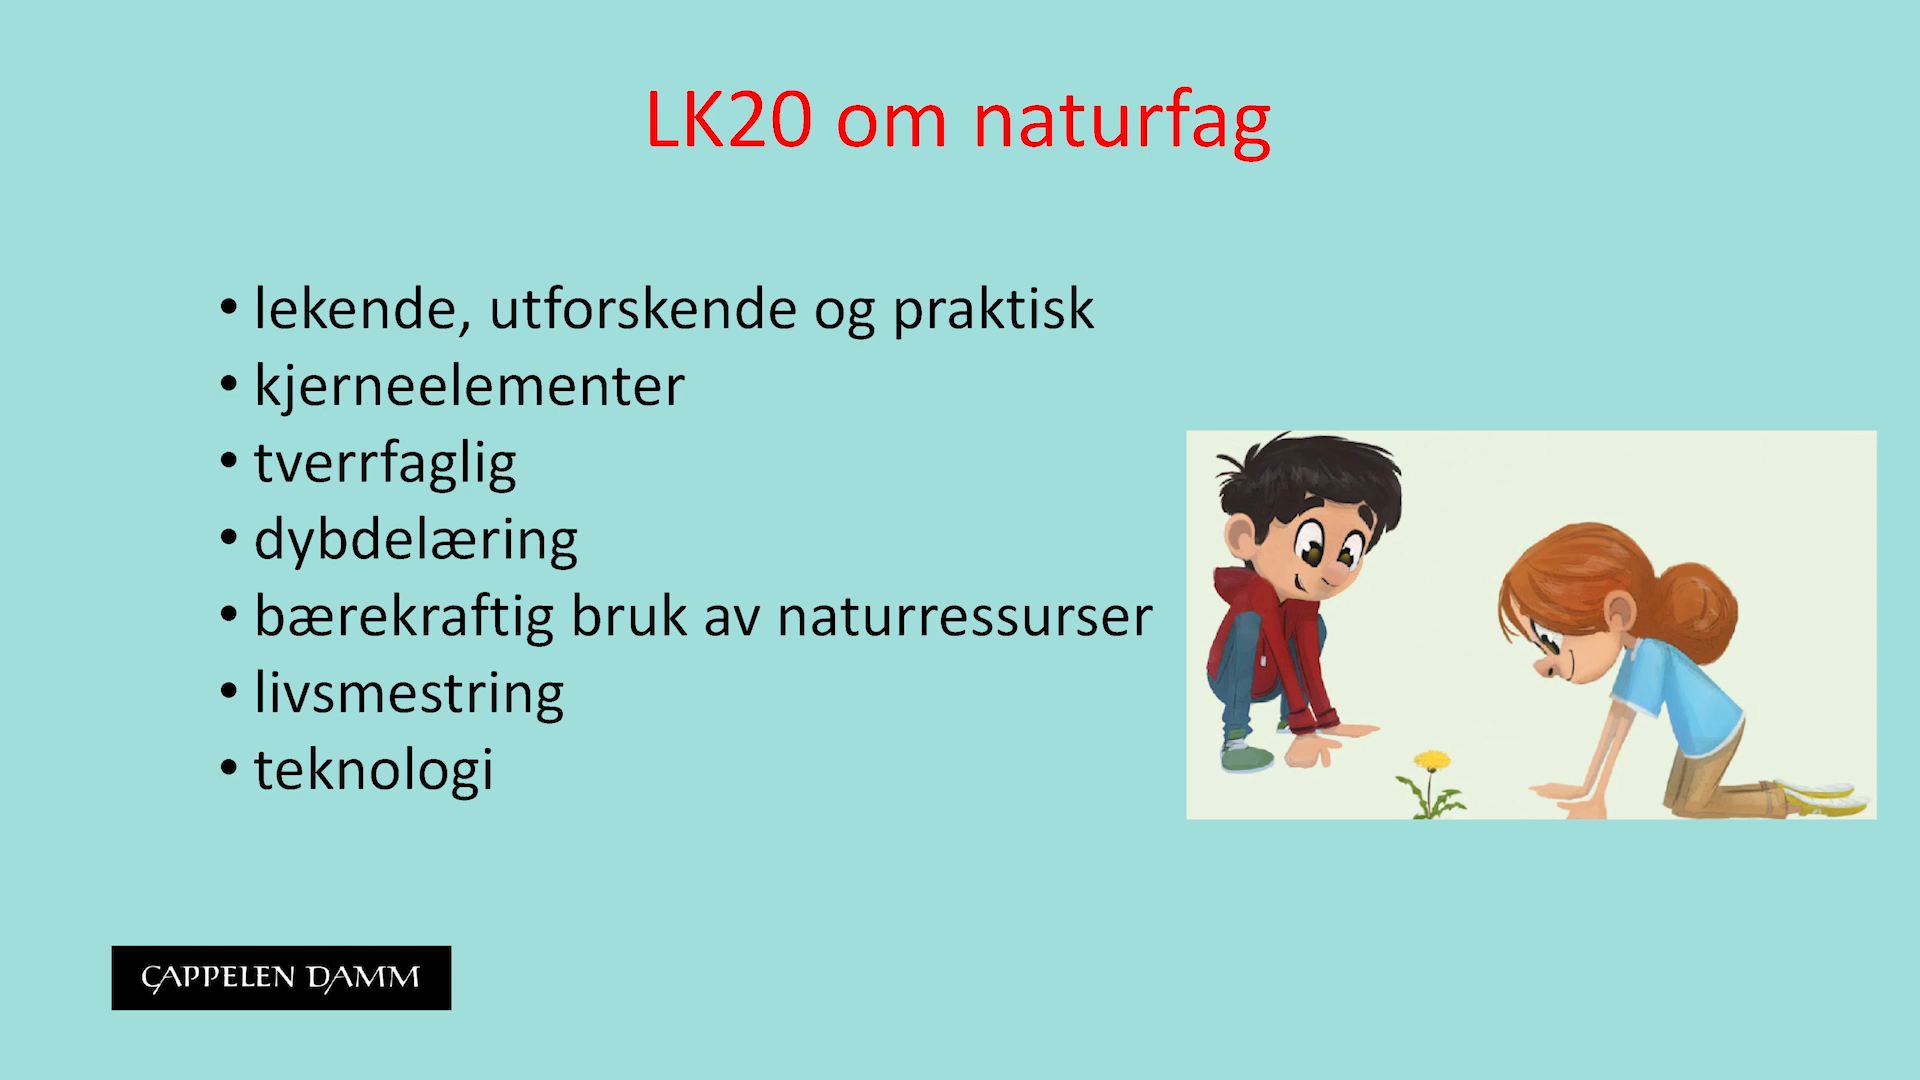 LK20 om naturfag
• lekende, utforskende og praktisk
• kjerneelementer
• tverrfaglig
• dybdelæring
• bærekraftig bruk av naturressurser
• livsmestring
• teknologi
CAPPELEN DAMM